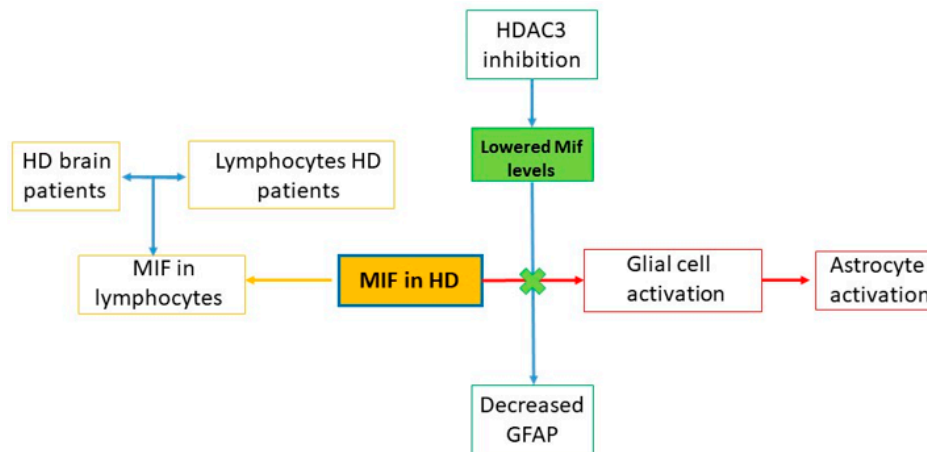 HDAC3
inhibition
Lowered Mif
levels
HD brain
patients
Lymphocytes HD
patients
MIF in
lymphocytes
MIF in HD
Glial cell
activation
Astrocyte
activation
Decreased
GFAP